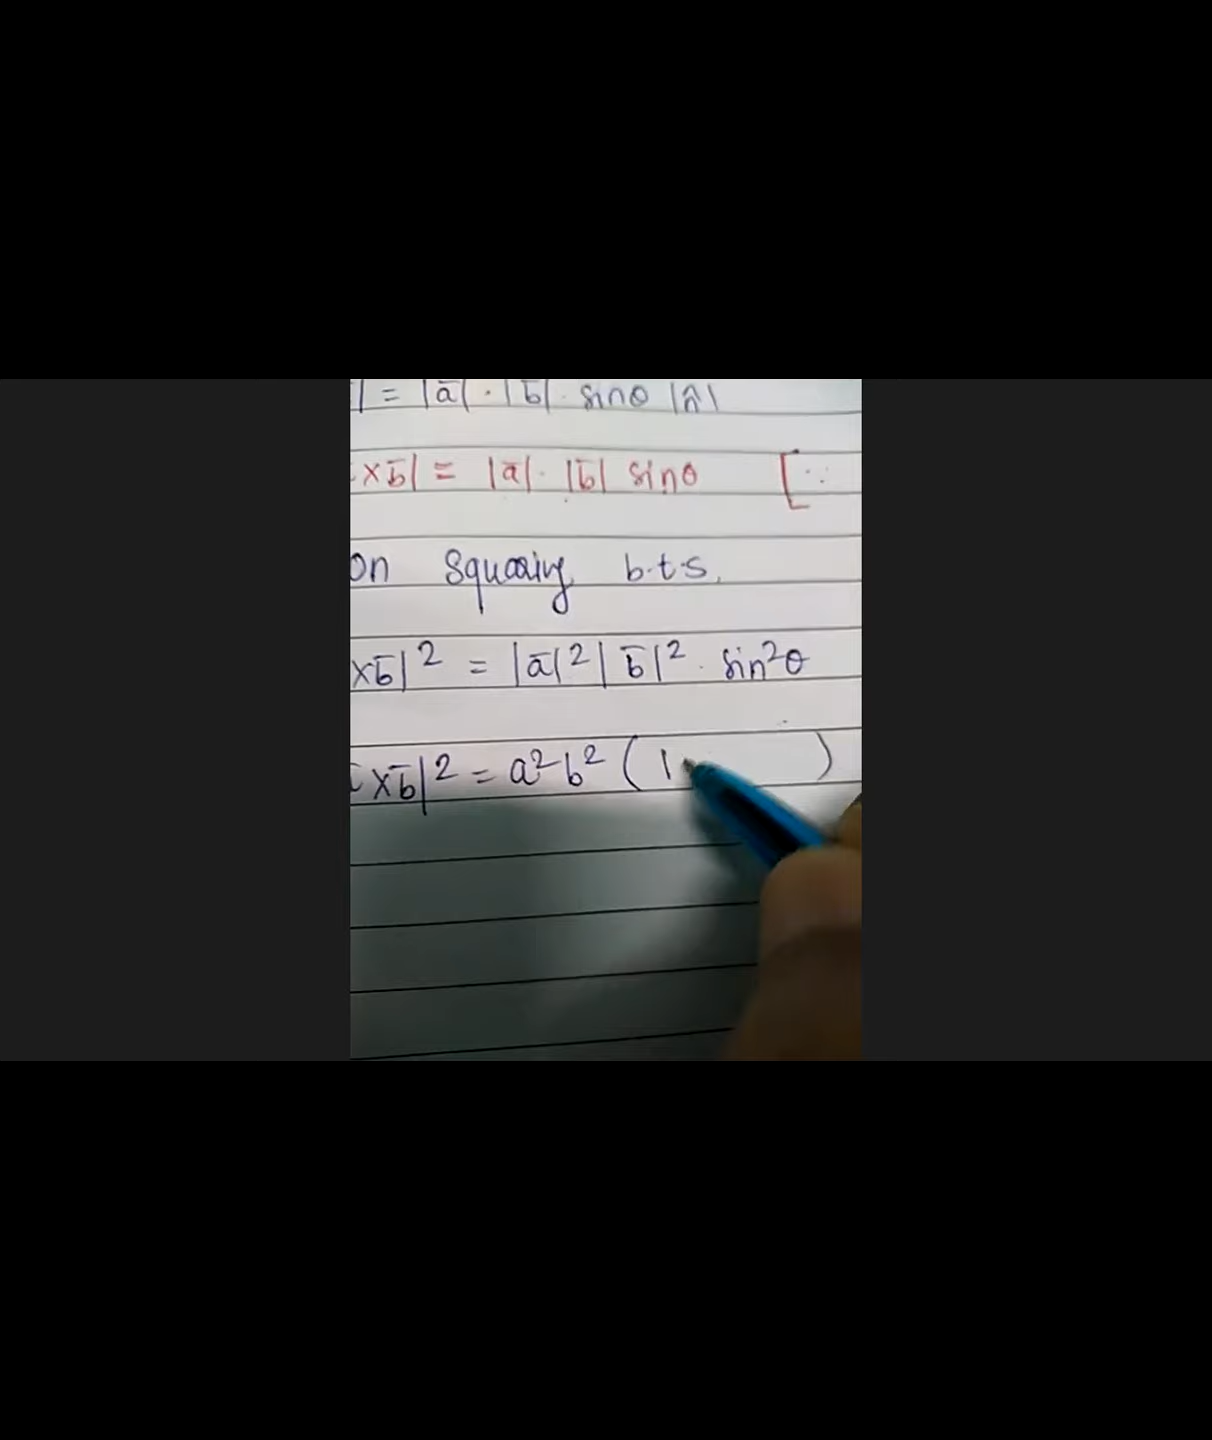 | = |a̅| · |b̅| · sinθ |n̂|
×b̅| = |a̅| · |b̅| sinθ [∵
On Squaring b.t.s.
×b̅|² = |a̅|² |b̅|² · sin²θ
×b̅|² = a²b² ( 1 )